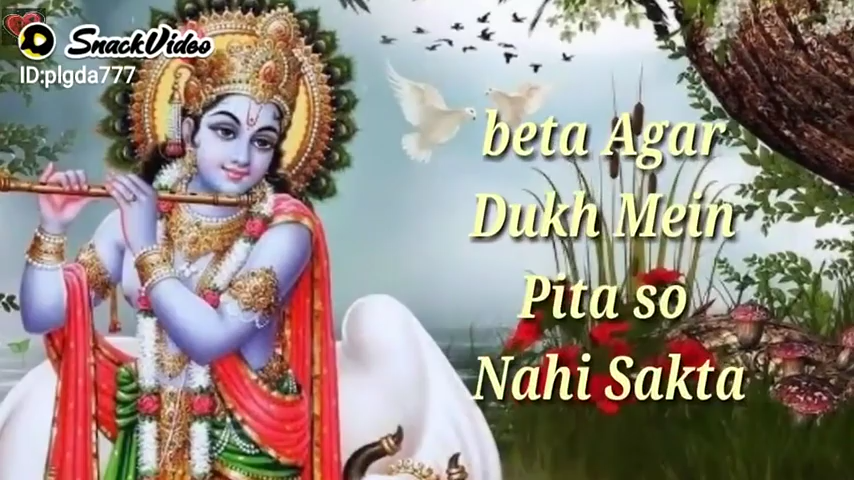 SnackVideo
ID:plgda777
beta Agar
Dukh Mein
Pita so
Nahi Sakta